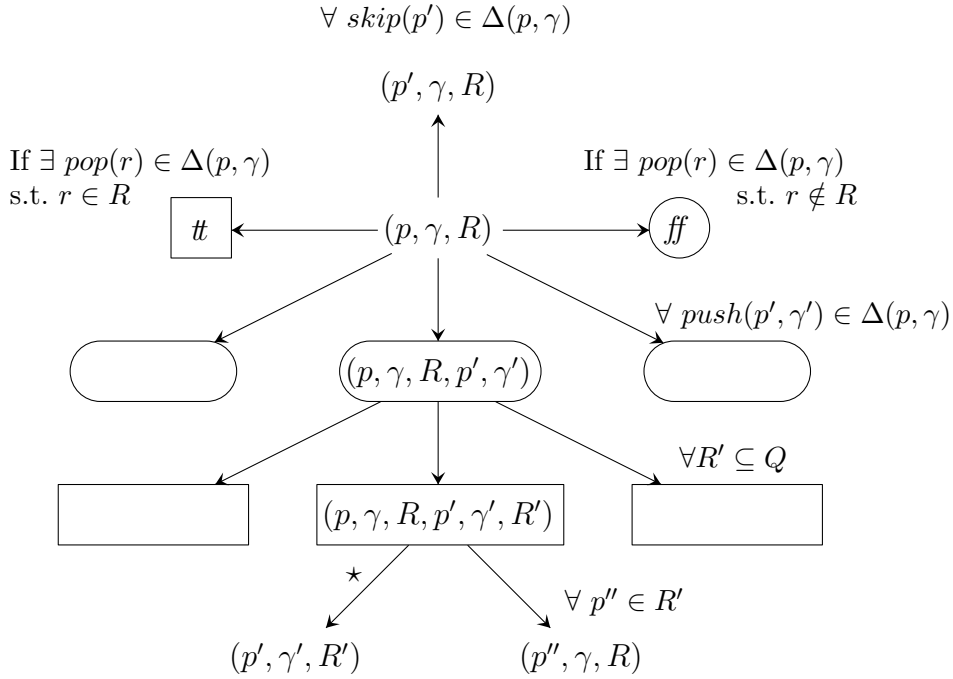 ∀ skip(p′) ∈ Δ(p, γ)
(p′, γ, R)
If ∃ pop(r) ∈ Δ(p, γ)
s.t. r ∈ R
If ∃ pop(r) ∈ Δ(p, γ)
s.t. r ∉ R
tt
(p, γ, R)
ff
∀ push(p′, γ′) ∈ Δ(p, γ)
(p, γ, R, p′, γ′)
∀R′ ⊆ Q
(p, γ, R, p′, γ′, R′)
⋆
∀ p′′ ∈ R′
(p′, γ′, R′)
(p′′, γ, R)